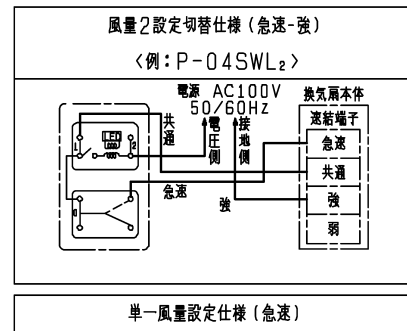 風量2設定切替仕様(急速-強)
〈例:P-04SWL₂〉
電源 AC100V
50/60Hz
換気扇本体
速結端子
共通
電圧側
接地側
急速
共通
強
弱
LED
1
2
急速
強
0
単一風量設定仕様(急速)